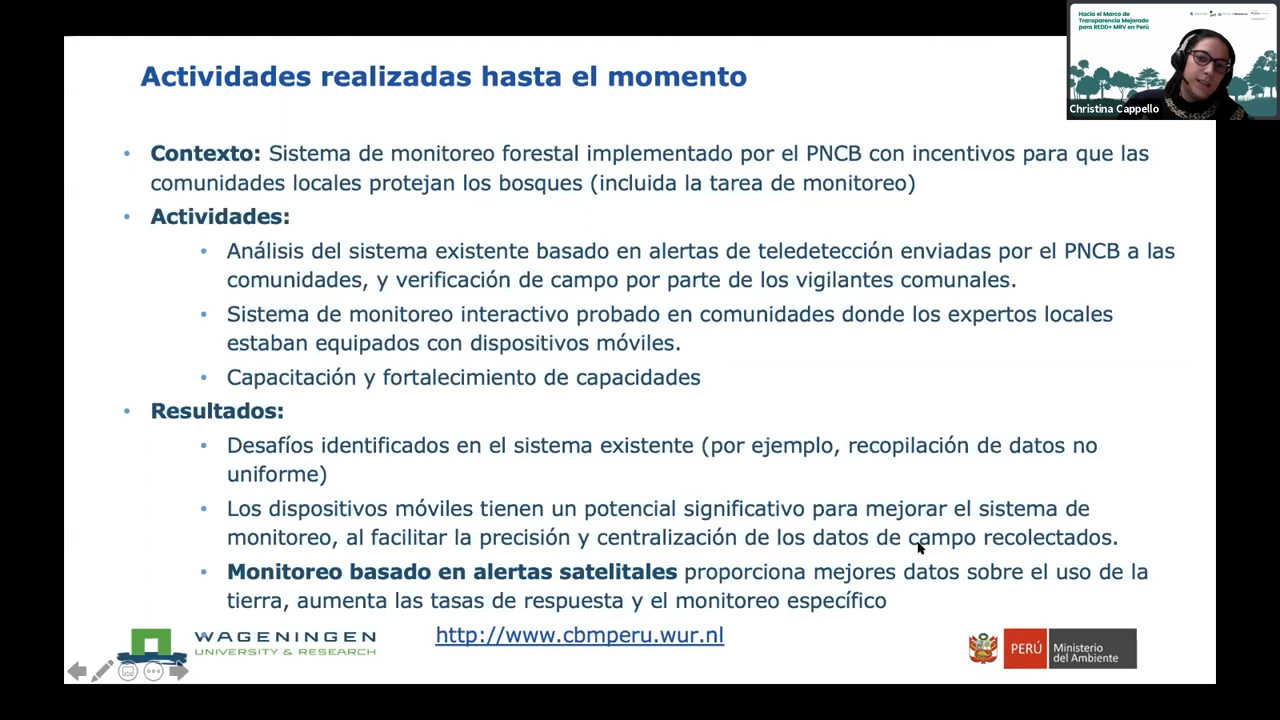 Hacia el Marco de
Transparencia Mejorado
para REDD+ MRV en Perú
Christina Cappello
Actividades realizadas hasta el momento
• Contexto: Sistema de monitoreo forestal implementado por el PNCB con incentivos para que las
comunidades locales protejan los bosques (incluida la tarea de monitoreo)
• Actividades:
• Análisis del sistema existente basado en alertas de teledetección enviadas por el PNCB a las
comunidades, y verificación de campo por parte de los vigilantes comunales.
• Sistema de monitoreo interactivo probado en comunidades donde los expertos locales
estaban equipados con dispositivos móviles.
• Capacitación y fortalecimiento de capacidades
• Resultados:
• Desafíos identificados en el sistema existente (por ejemplo, recopilación de datos no
uniforme)
• Los dispositivos móviles tienen un potencial significativo para mejorar el sistema de
monitoreo, al facilitar la precisión y centralización de los datos de campo recolectados.
• Monitoreo basado en alertas satelitales proporciona mejores datos sobre el uso de la
tierra, aumenta las tasas de respuesta y el monitoreo específico
WAGENINGEN
UNIVERSITY & RESEARCH
http://www.cbmperu.wur.nl
PERÚ
Ministerio
del Ambiente